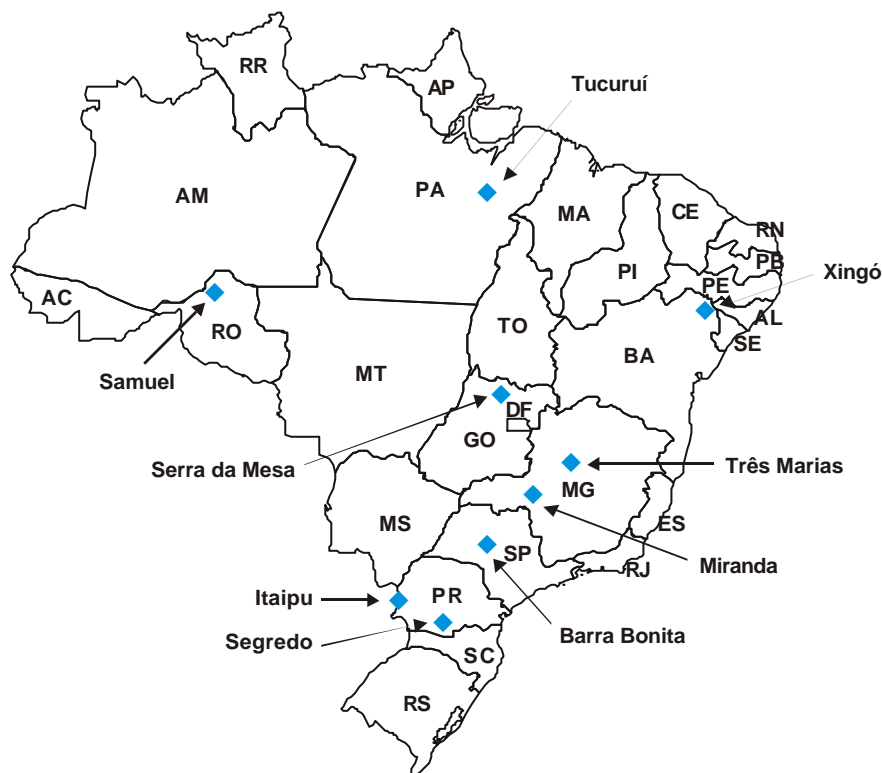 RR
AP
Tucuruí
AM
PA
MA
CE
RN
PB
PI
PE
Xingó
AC
RO
TO
AL
SE
BA
MT
Samuel
DF
GO
Serra da Mesa
Três Marias
MG
MS
ES
SP
RJ
Miranda
Itaipu
PR
Segredo
Barra Bonita
SC
RS